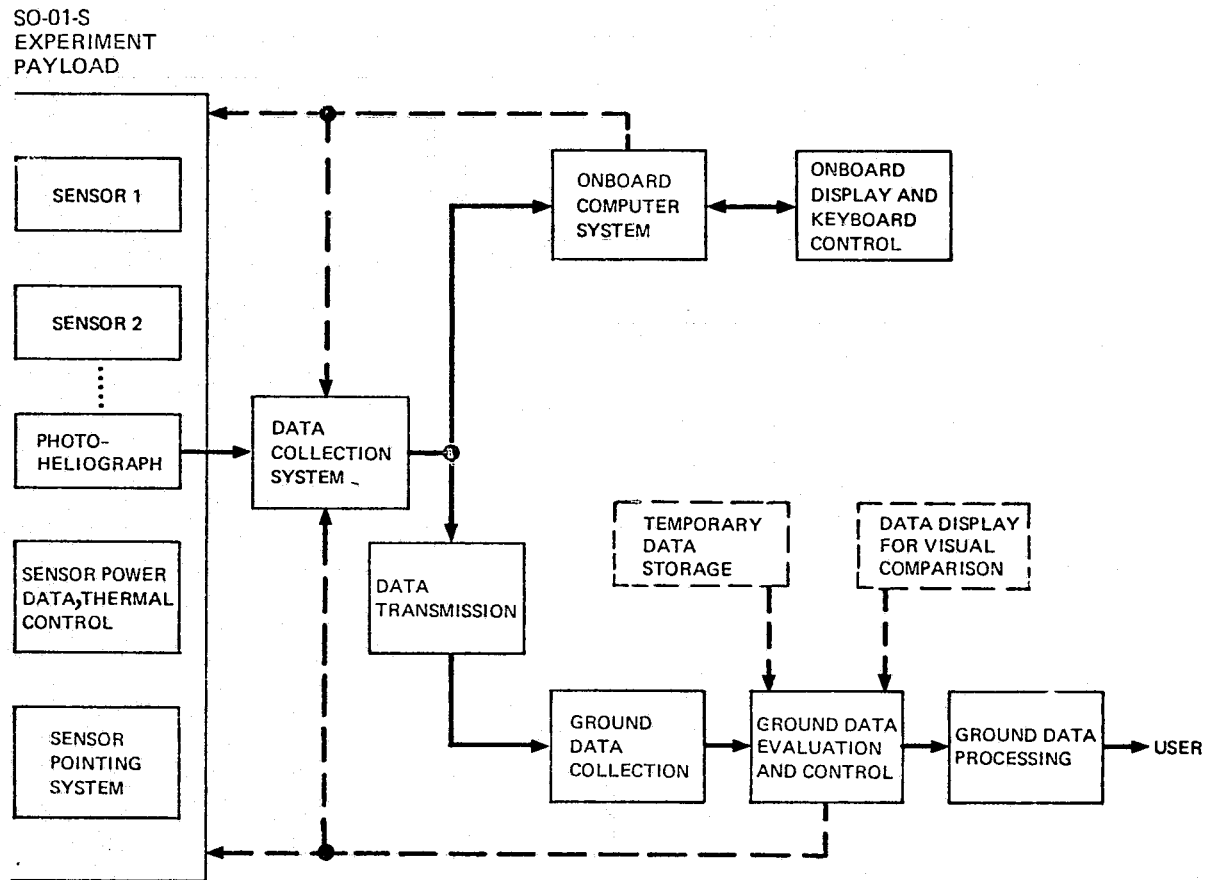 SO-01-S
EXPERIMENT
PAYLOAD
SENSOR 1
SENSOR 2
PHOTO-
HELIOGRAPH
SENSOR POWER
DATA,THERMAL
CONTROL
SENSOR
POINTING
SYSTEM
DATA
COLLECTION
SYSTEM
ONBOARD
COMPUTER
SYSTEM
ONBOARD
DISPLAY AND
KEYBOARD
CONTROL
DATA
TRANSMISSION
TEMPORARY
DATA
STORAGE
DATA DISPLAY
FOR VISUAL
COMPARISON
GROUND
DATA
COLLECTION
GROUND DATA
EVALUATION
AND CONTROL
GROUND DATA
PROCESSING
USER